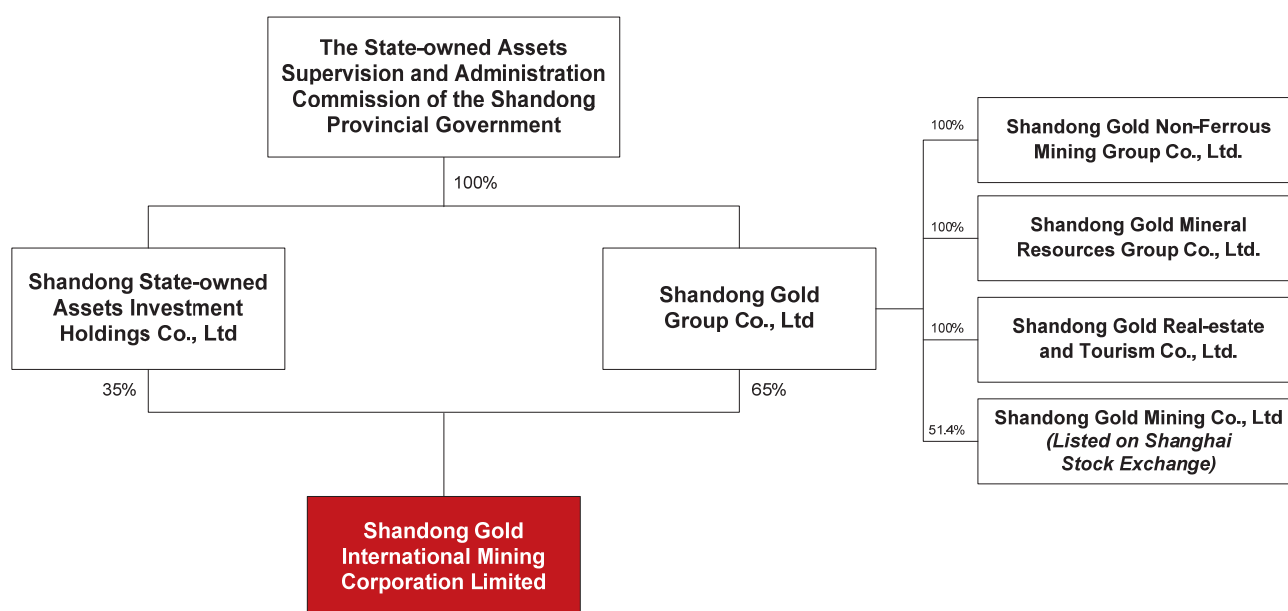 The State-owned Assets
Supervision and Administration
Commission of the Shandong
Provincial Government
100%
Shandong State-owned
Assets Investment
Holdings Co., Ltd
35%
Shandong Gold
Group Co., Ltd
65%
100%
Shandong Gold Non-Ferrous
Mining Group Co., Ltd.
100%
Shandong Gold Mineral
Resources Group Co., Ltd.
100%
Shandong Gold Real-estate
and Tourism Co., Ltd.
51.4%
Shandong Gold Mining Co., Ltd
(Listed on Shanghai
Stock Exchange)
Shandong Gold
International Mining
Corporation Limited